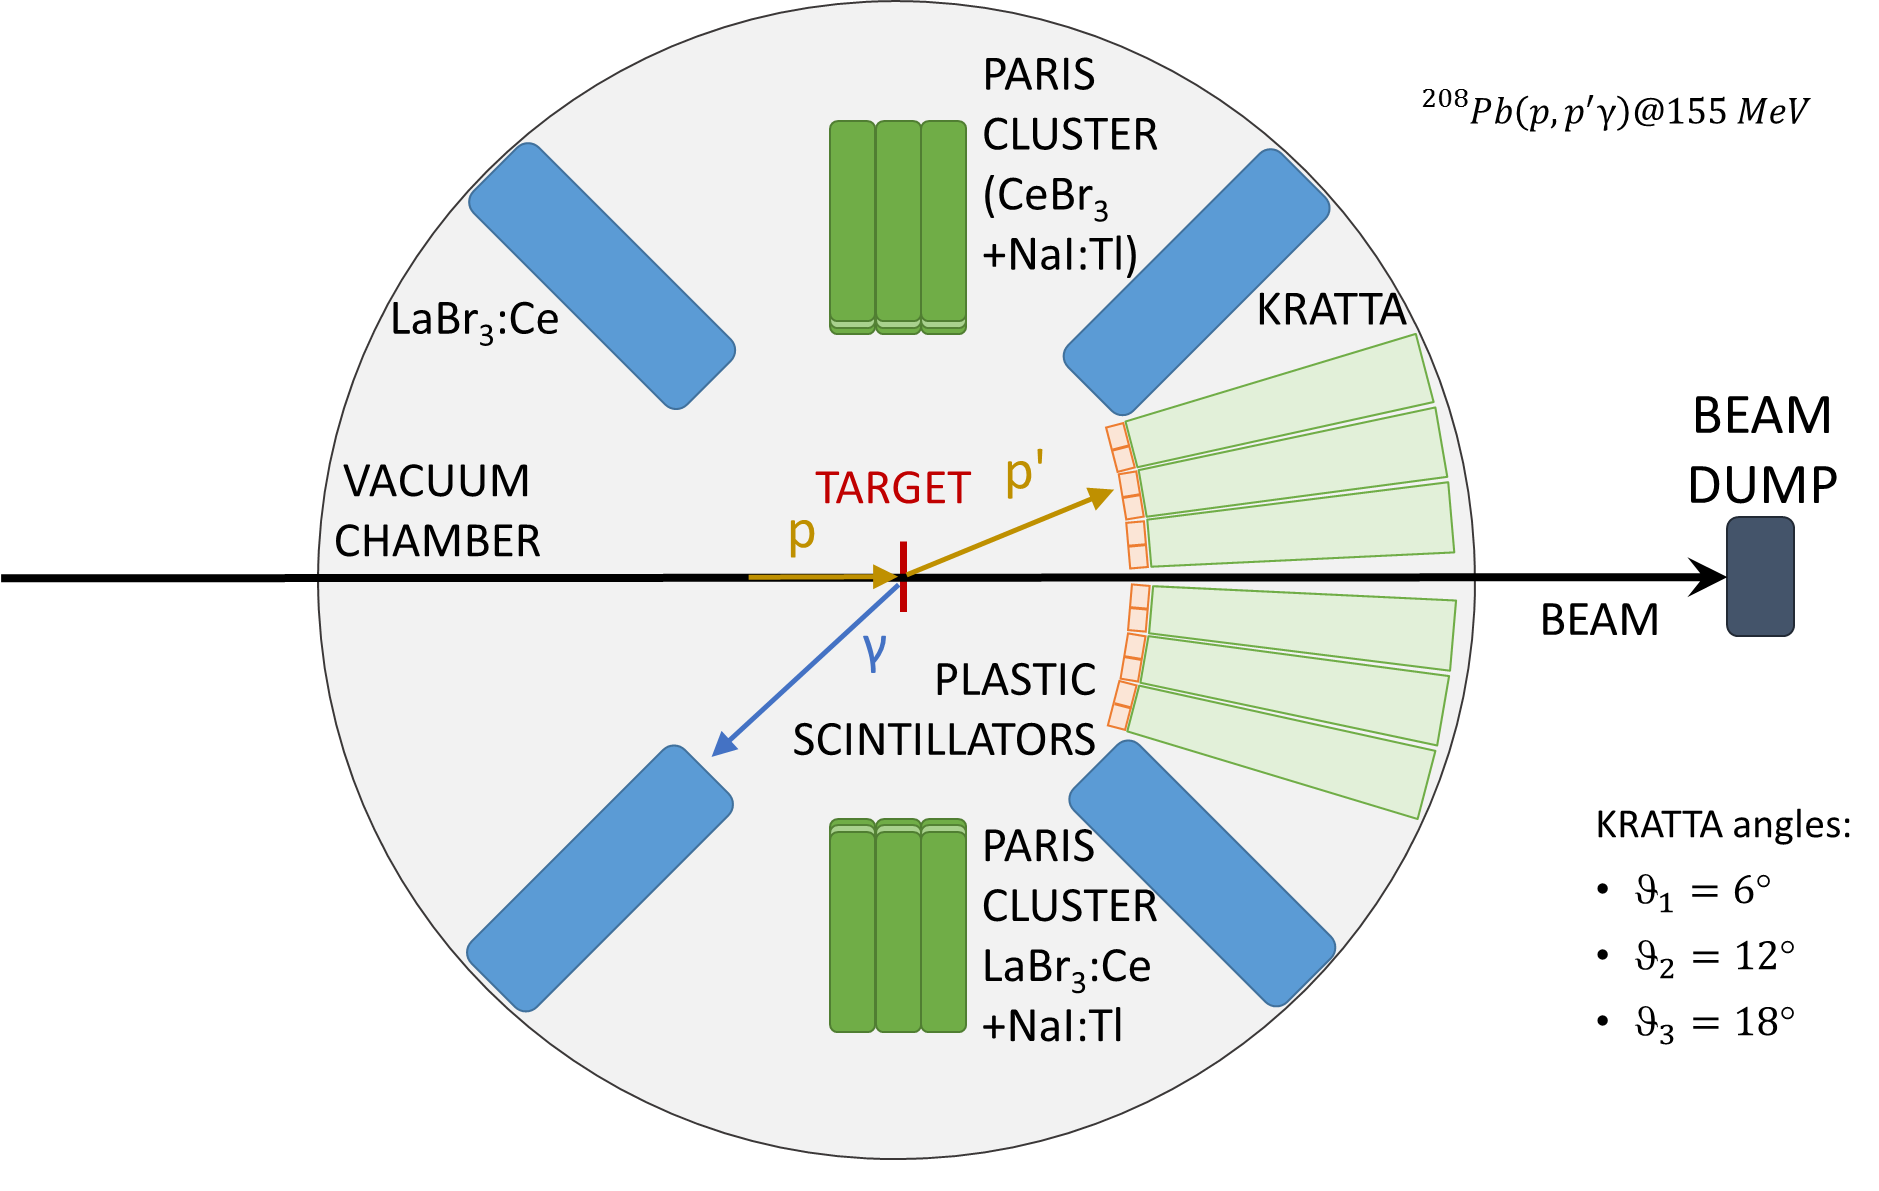 PARIS
CLUSTER
(CeBr₃
+NaI:Tl)
²⁰⁸Pb(p,p′γ)@155 MeV
LaBr₃:Ce
KRATTA
VACUUM
CHAMBER
TARGET
p
p'
γ
BEAM
DUMP
BEAM
PLASTIC
SCINTILLATORS
PARIS
CLUSTER
LaBr₃:Ce
+NaI:Tl
KRATTA angles:
• ϑ₁ = 6°
• ϑ₂ = 12°
• ϑ₃ = 18°